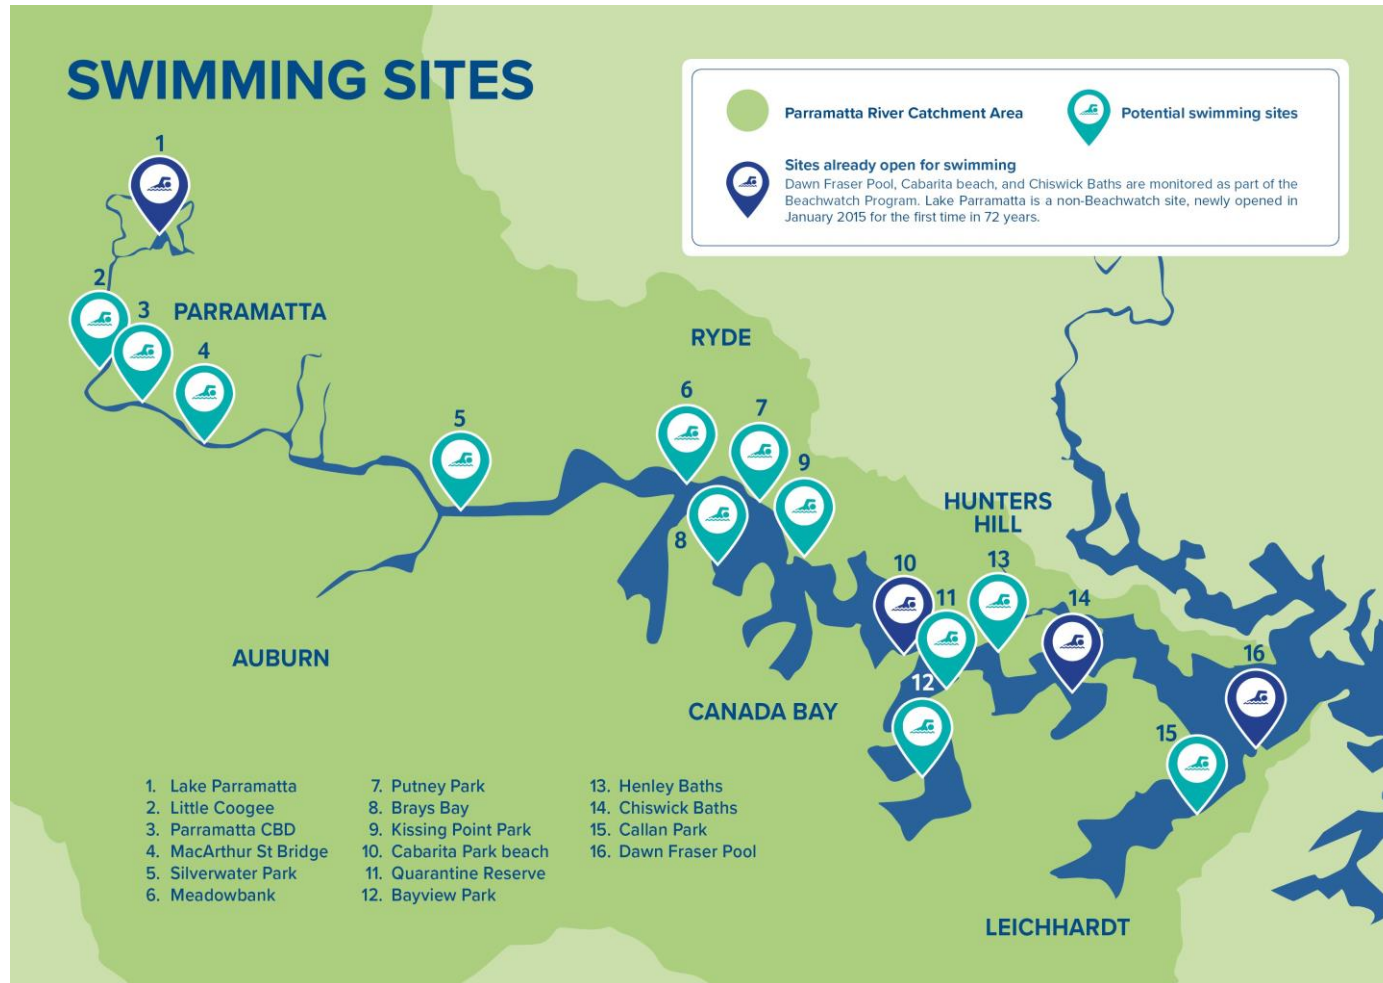 SWIMMING SITES
Parramatta River Catchment Area
Potential swimming sites
Sites already open for swimming
Dawn Fraser Pool, Cabarita beach, and Chiswick Baths are monitored as part of the
Beachwatch Program. Lake Parramatta is a non-Beachwatch site, newly opened in
January 2015 for the first time in 72 years.
1
2
3
PARRAMATTA
4
RYDE
5
6
7
8
9
HUNTERS
HILL
10
11
13
14
12
16
15
AUBURN
CANADA BAY
LEICHHARDT
1. Lake Parramatta
2. Little Coogee
3. Parramatta CBD
4. MacArthur St Bridge
5. Silverwater Park
6. Meadowbank
7. Putney Park
8. Brays Bay
9. Kissing Point Park
10. Cabarita Park beach
11. Quarantine Reserve
12. Bayview Park
13. Henley Baths
14. Chiswick Baths
15. Callan Park
16. Dawn Fraser Pool